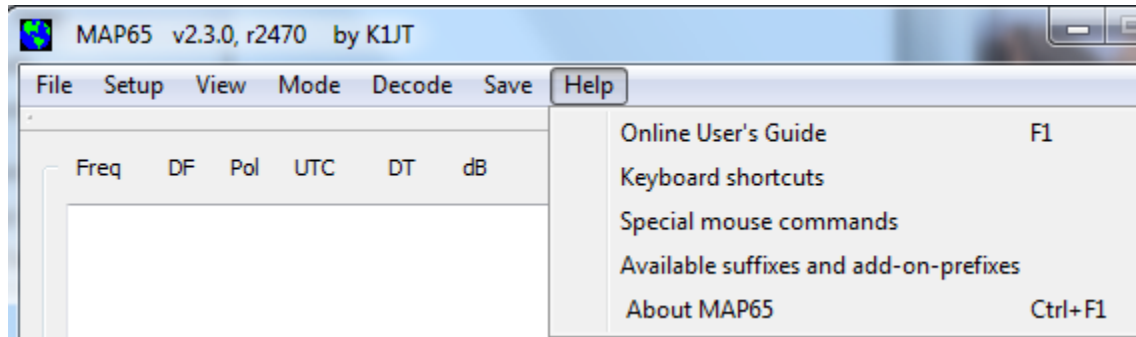 MAP65 v2.3.0, r2470 by K1JT
File Setup View Mode Decode Save Help
Online User's Guide F1
Freq DF Pol UTC DT dB
Keyboard shortcuts
Special mouse commands
Available suffixes and add-on-prefixes
About MAP65 Ctrl+F1